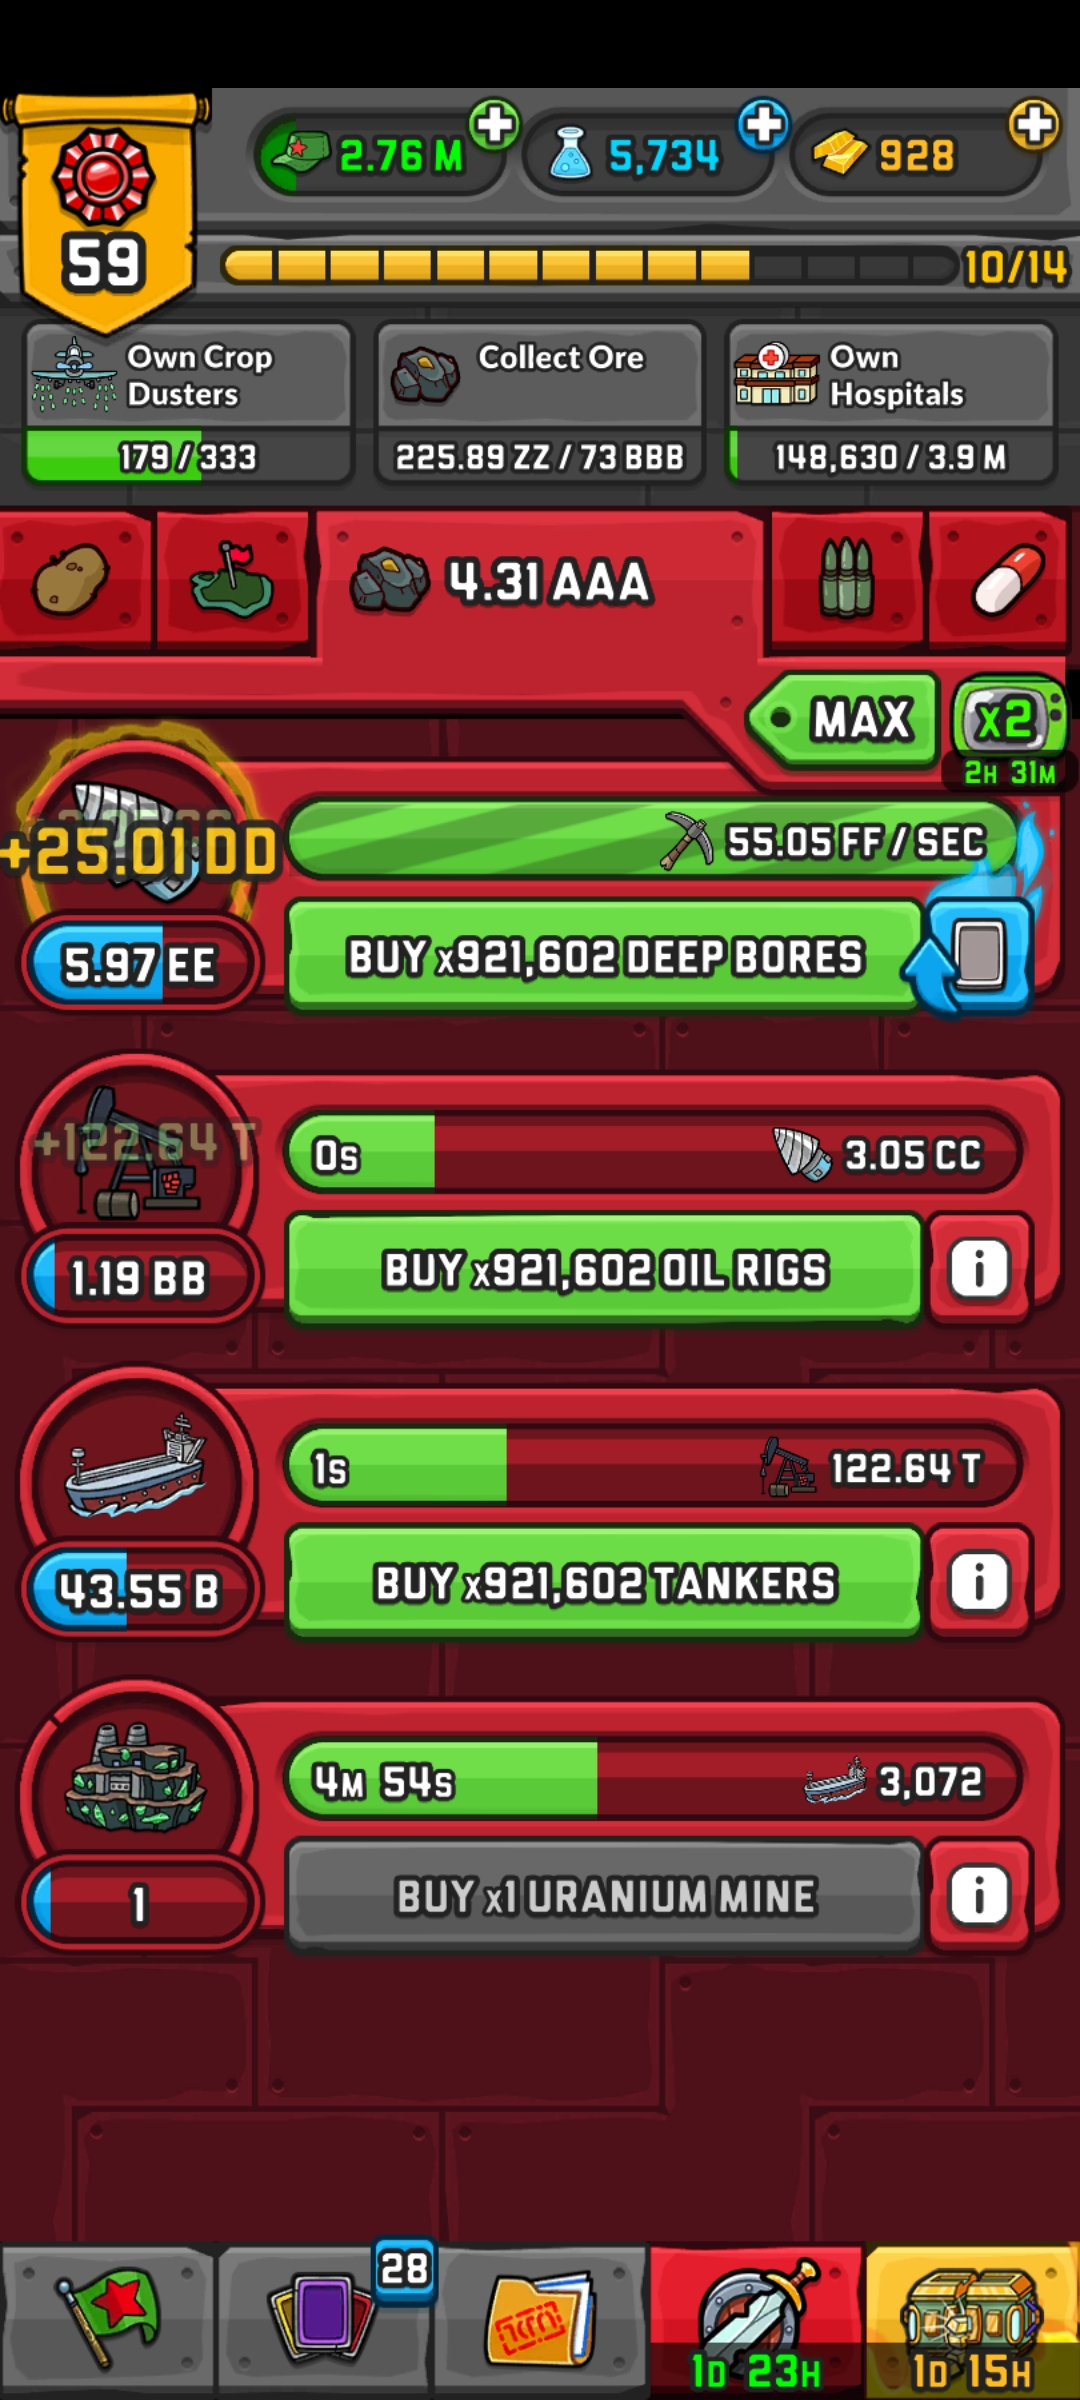 2.76 M
5,734
928
59
10/14
Own Crop
Dusters
179 / 333
Collect Ore
225.89 ZZ / 73 BBB
Own
Hospitals
148,630 / 3.9 M
4.31 AAA
MAX
x2
2H 31M
+25.01 DD
55.05 FF / SEC
5.97 EE
BUY x921,602 DEEP BORES
+122.64 T
0s
3.05 CC
1.19 BB
BUY x921,602 OIL RIGS
i
1s
122.64 T
43.55 B
BUY x921,602 TANKERS
i
4M 54S
3,072
1
BUY x1 URANIUM MINE
i
28
1D 23H
1D 15H